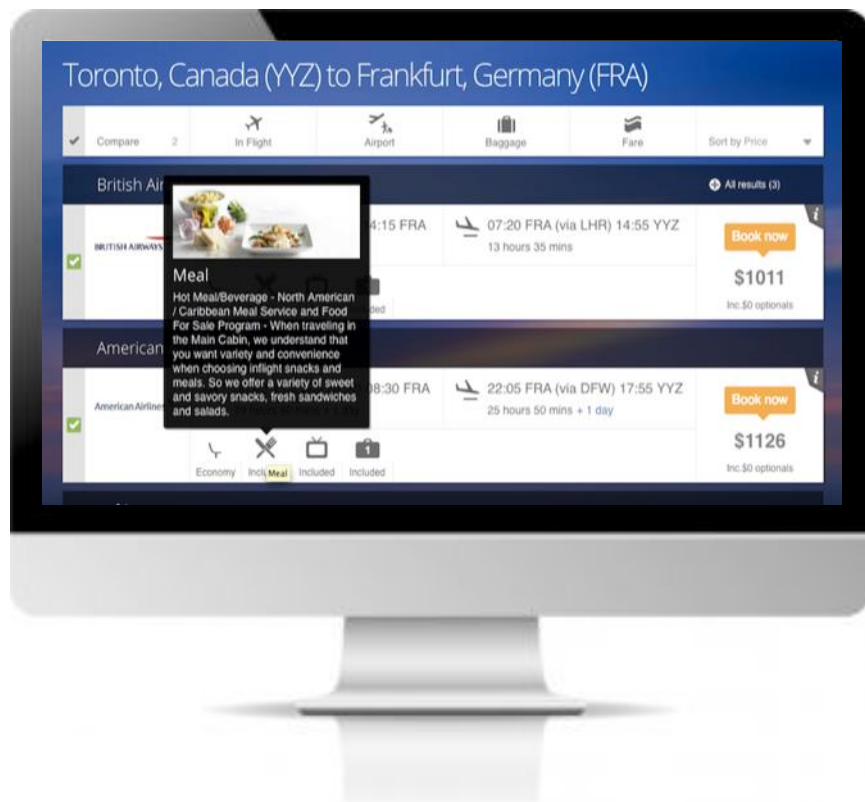 Toronto, Canada (YYZ) to Frankfurt, Germany (FRA)
Compare 2 In Flight Airport Baggage Fare Sort by Price
British Air
All results (3)
BRITISH AIRWAYS
4:15 FRA
07:20 FRA (via LHR) 14:55 YYZ
13 hours 35 mins
Book now
$1011
Inc.$0 optionals
Meal
Hot Meal/Beverage - North American
/ Caribbean Meal Service and Food
For Sale Program - When traveling in
the Main Cabin, we understand that
you want variety and convenience
when choosing inflight snacks and
meals. So we offer a variety of sweet
and savory snacks, fresh sandwiches
and salads.
American
American Airlines
08:30 FRA
22:05 FRA (via DFW) 17:55 YYZ
25 hours 50 mins + 1 day
Book now
$1126
Inc.$0 optionals
1
Economy Meal Included Included